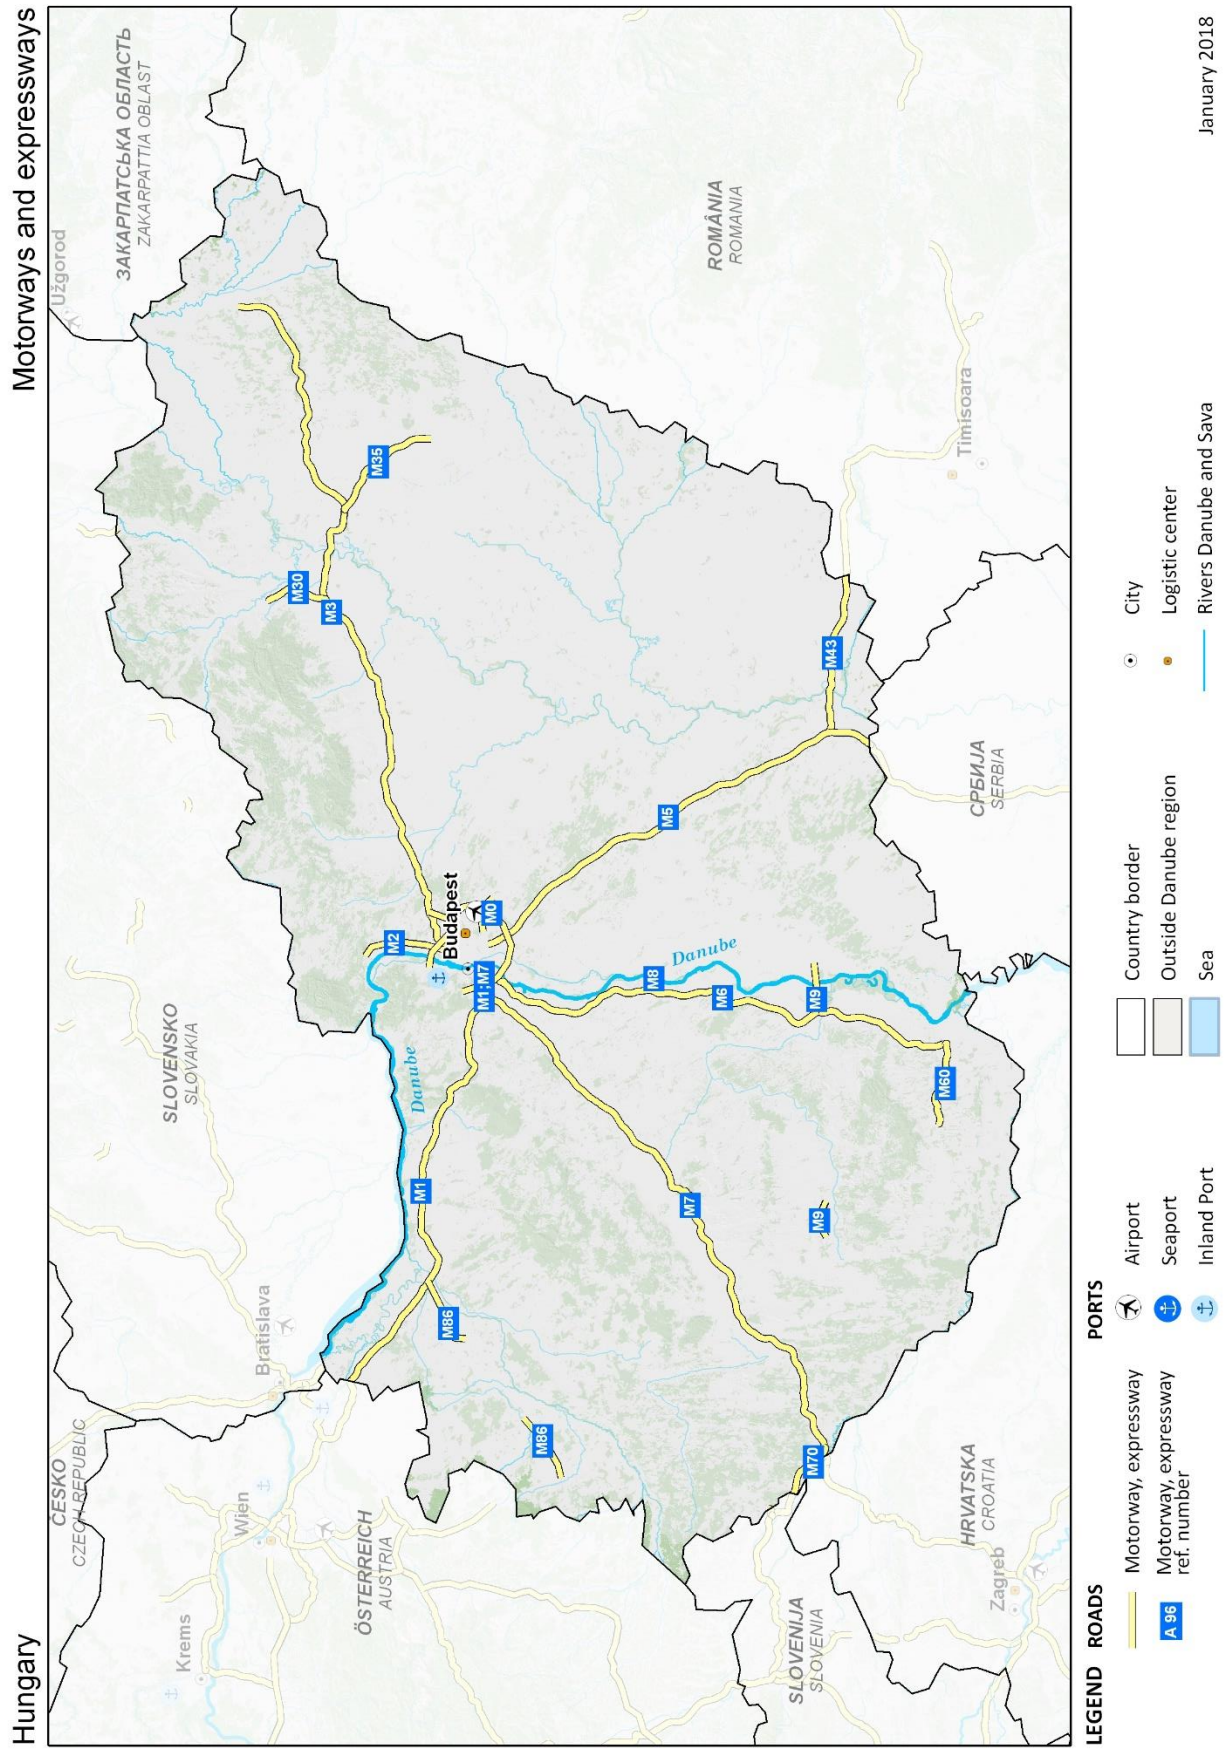 Hungary
Motorways and expressways
ČESKO
CZECH REPUBLIC
Užgorod
ЗАКАРПАТСЬКА ОБЛАСТЬ
ZAKARPATTIA OBLAST
SLOVENSKO
SLOVAKIA
Krems
Wien
Bratislava
ÖSTERREICH
AUSTRIA
M30
M3
M35
M2
Danube
M1
M86
M86
Budapest
M1;M7
M0
M8
M5
Danube
M6
M7
M9
M9
M43
M70
M60
ROMÂNIA
ROMANIA
Timisoara
СРБИЈА
SERBIA
SLOVENIJA
SLOVENIA
HRVATSKA
CROATIA
Zagreb
LEGEND
ROADS
Motorway, expressway
A 96
Motorway, expressway
ref. number
PORTS
Airport
Seaport
Inland Port
Country border
Outside Danube region
Sea
City
Logistic center
Rivers Danube and Sava
January 2018